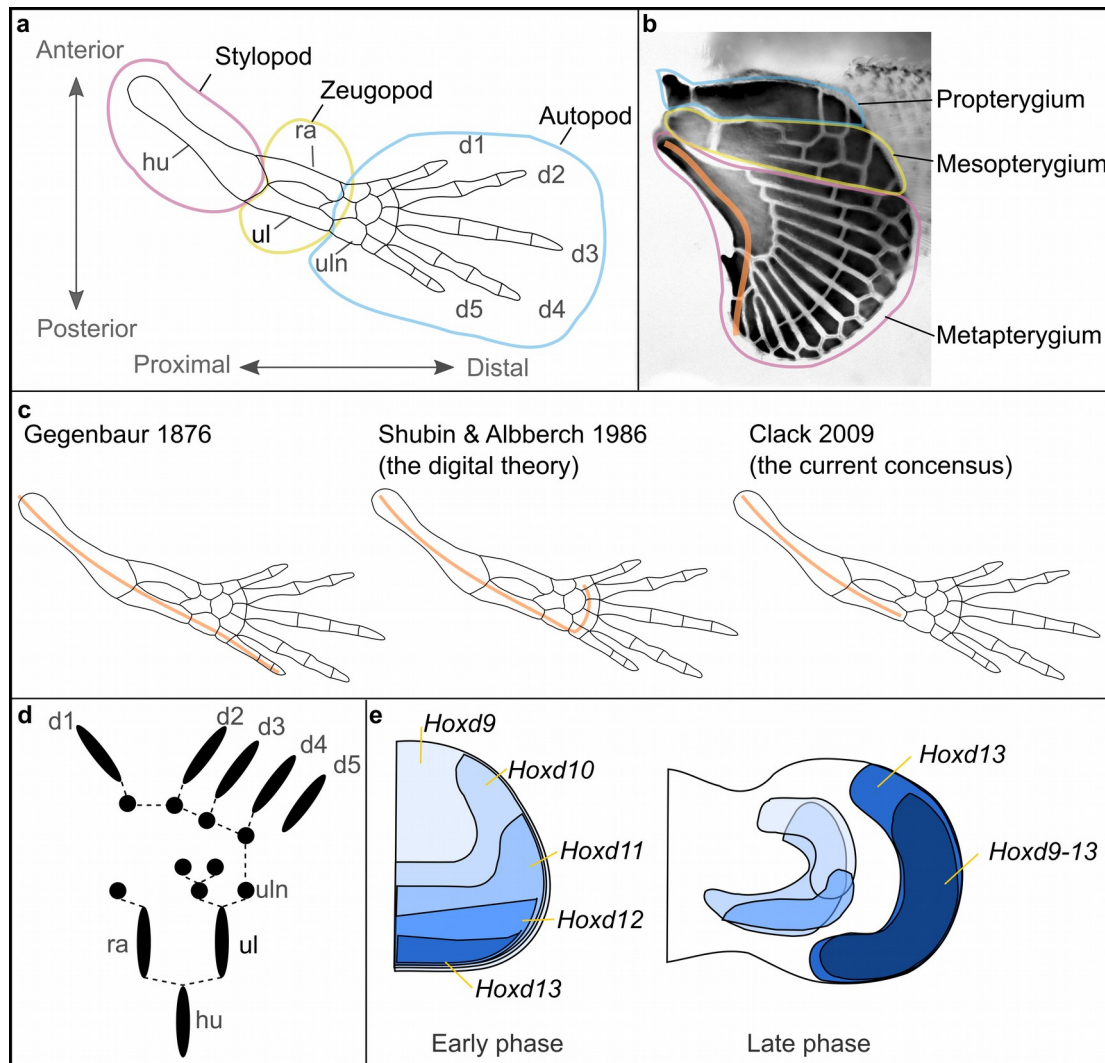 a
Anterior
Posterior
Stylopod
Zeugopod
Autopod
hu
ra
ul
uln
d1
d2
d3
d4
d5
Proximal
Distal
b
Propterygium
Mesopterygium
Metapterygium
c
Gegenbaur 1876
Shubin & Albberch 1986
(the digital theory)
Clack 2009
(the current concensus)
d
d1
d2
d3
d4
d5
uln
ra
ul
hu
e
Hoxd9
Hoxd10
Hoxd11
Hoxd12
Hoxd13
Early phase
Hoxd13
Hoxd9-13
Late phase